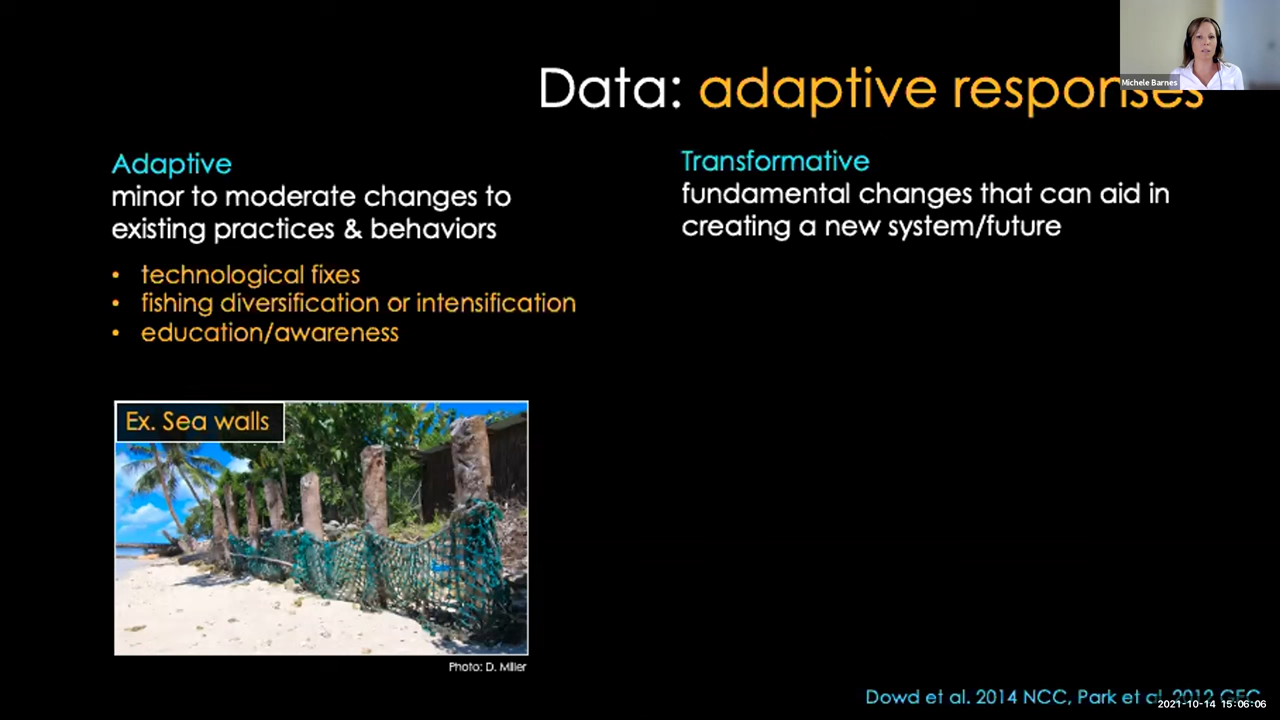 Michele Barnes
Data: adaptive responses
Adaptive
minor to moderate changes to
existing practices & behaviors
• technological fixes
• fishing diversification or intensification
• education/awareness
Ex. Sea walls
Photo: D. Miller
Transformative
fundamental changes that can aid in
creating a new system/future
Dowd et al. 2014 NCC, Park et al. 2012 GEC
2021-10-14 15:06:06